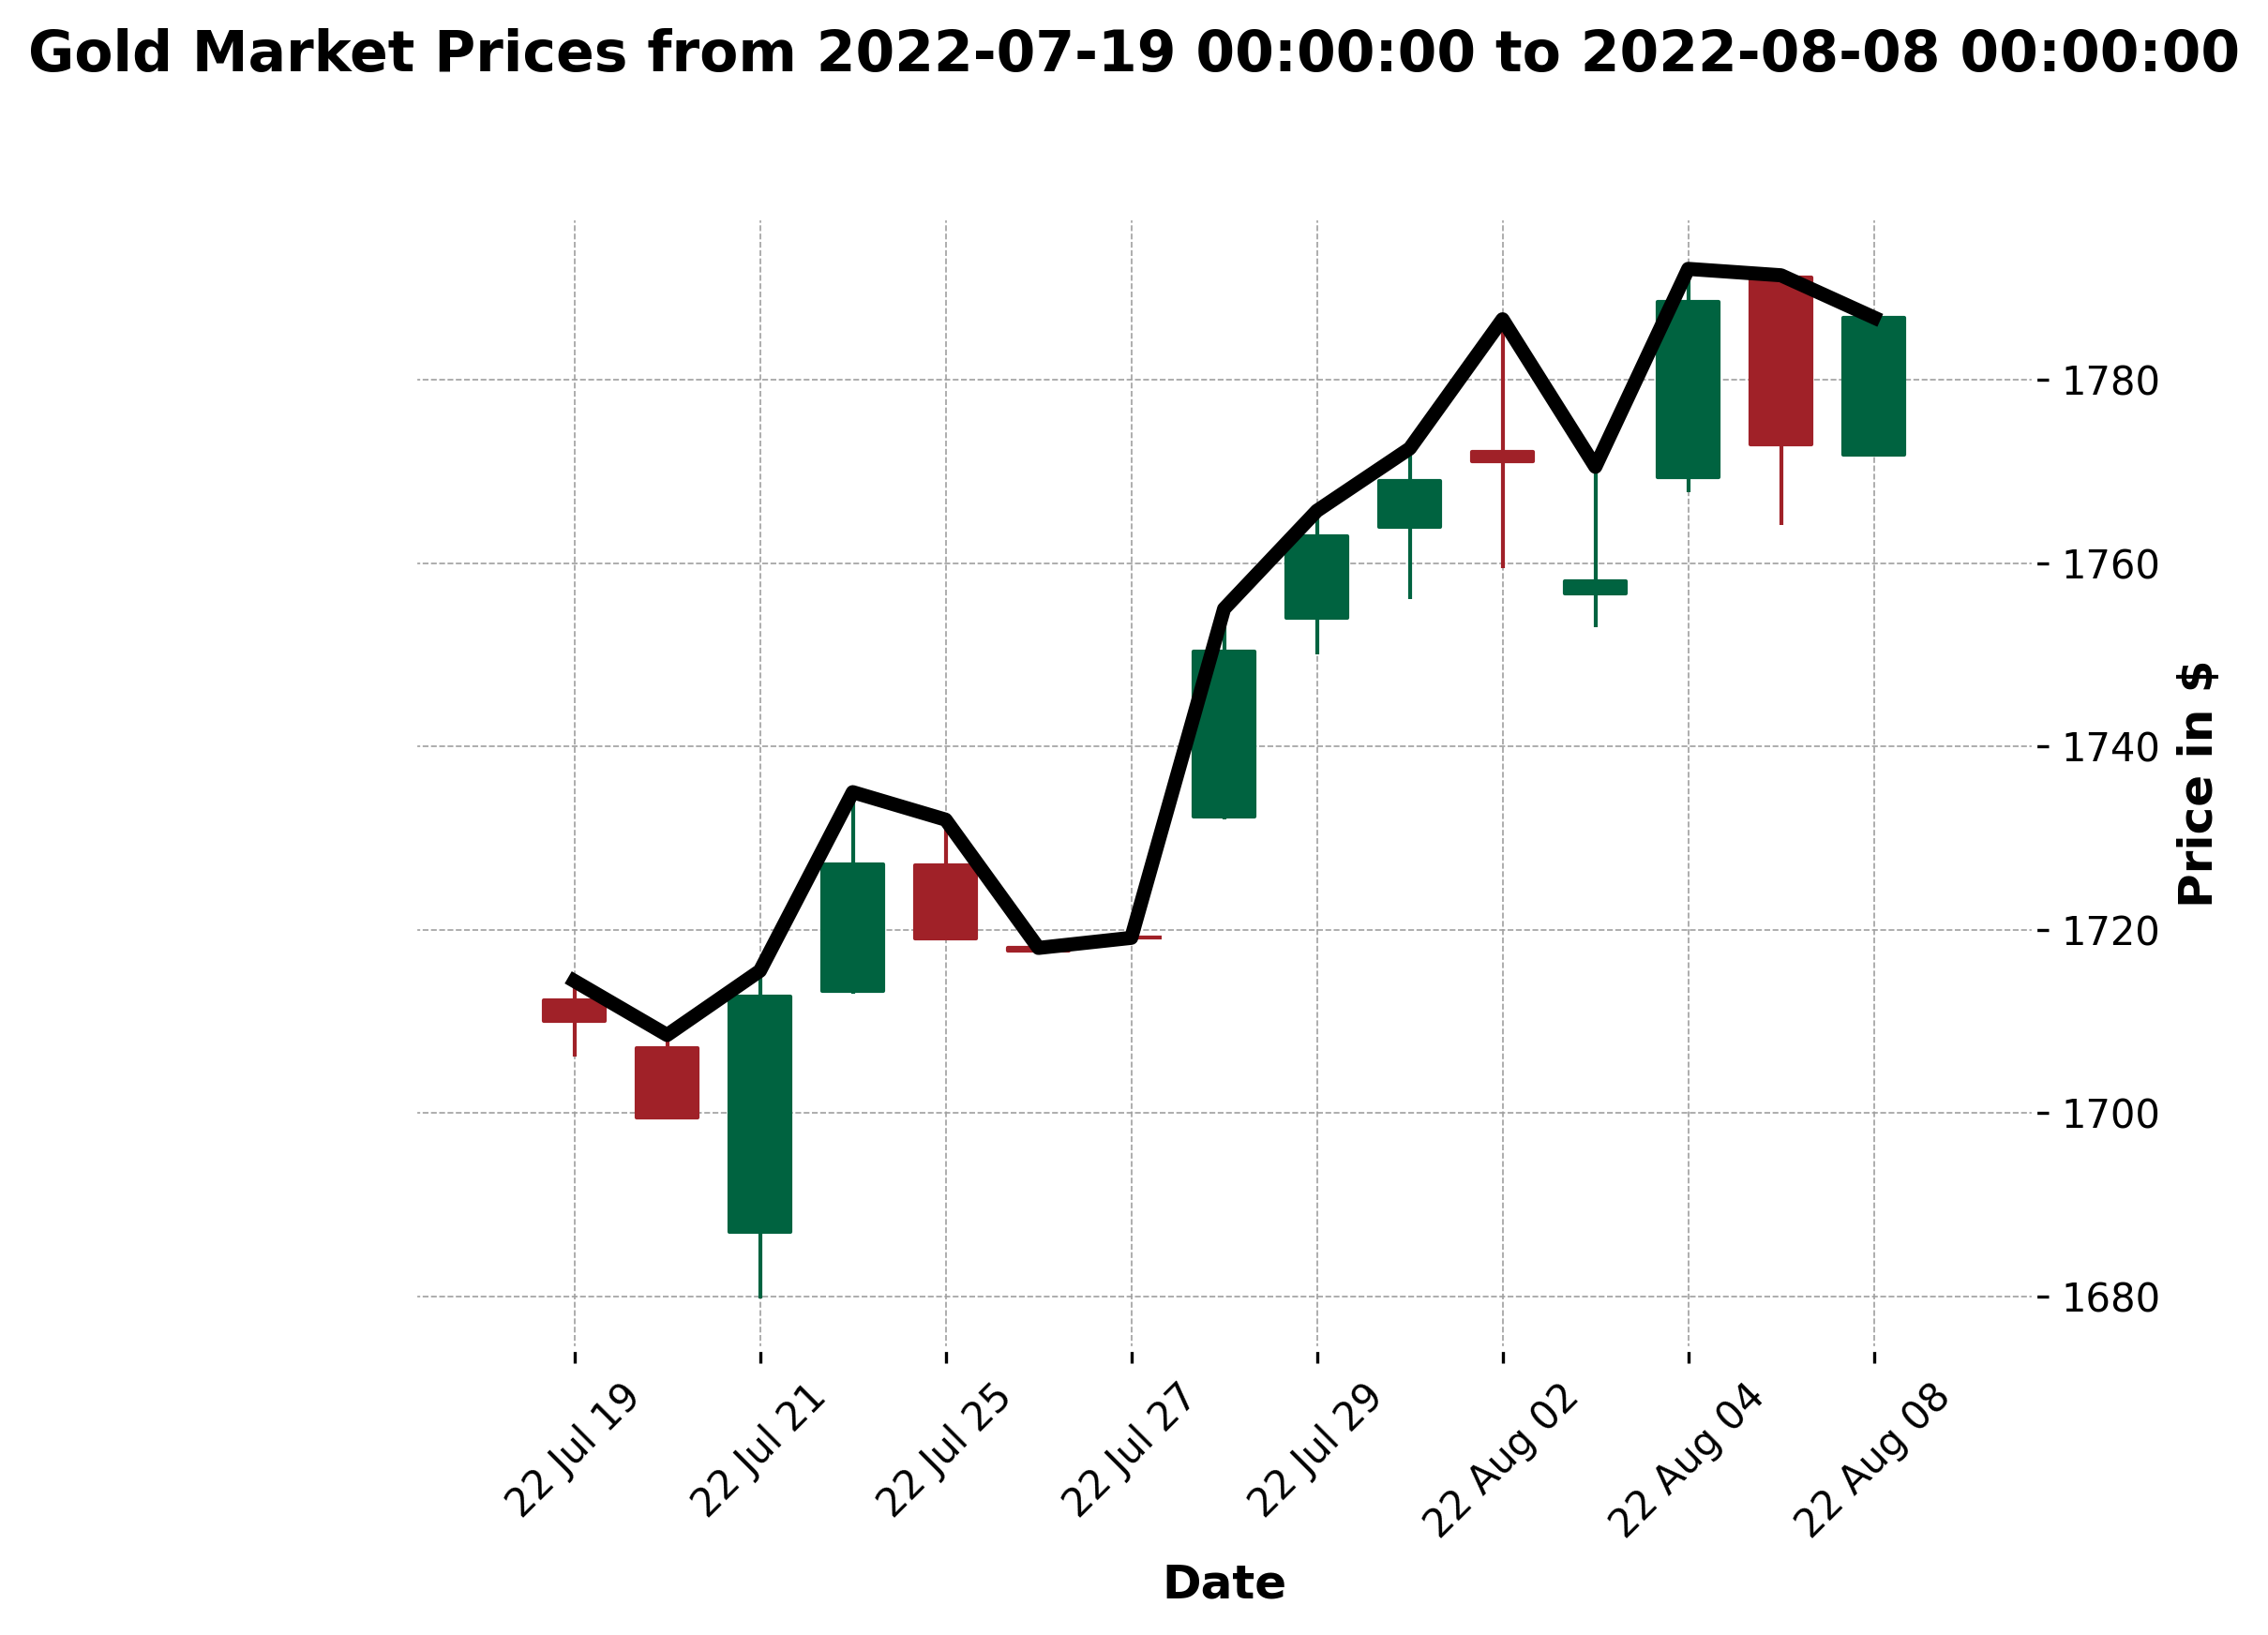 Gold Market Prices from 2022-07-19 00:00:00 to 2022-08-08 00:00:00
1780
1760
1740
1720
1700
1680
Price in $
22 Jul 19
22 Jul 21
22 Jul 25
22 Jul 27
22 Jul 29
22 Aug 02
22 Aug 04
22 Aug 08
Date